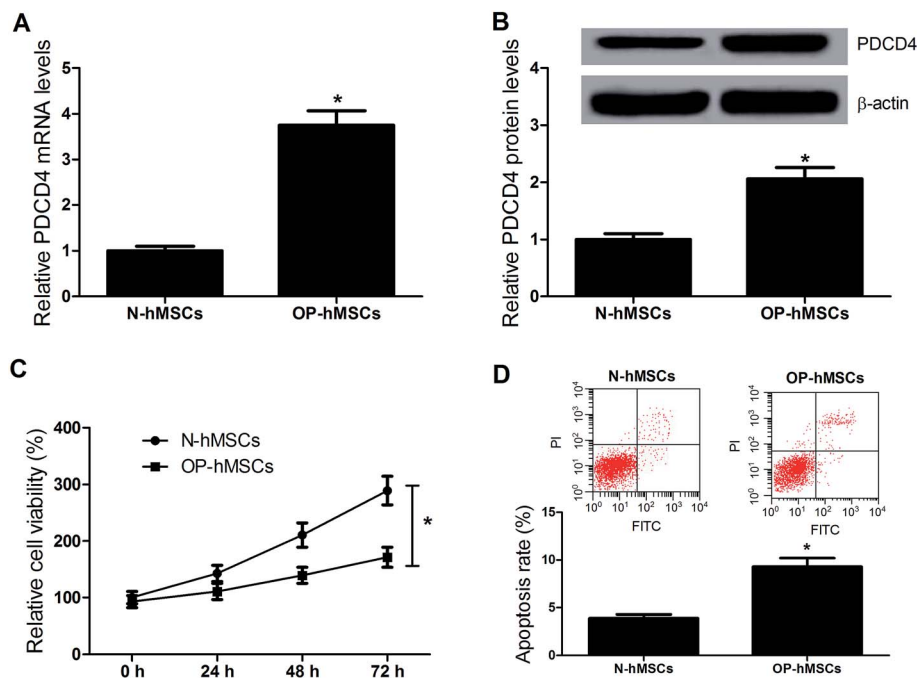 A
Relative PDCD4 mRNA levels
5
4
3
2
1
0
*
N-hMSCs OP-hMSCs
B
PDCD4
β-actin
Relative PDCD4 protein levels
4
3
2
1
0
*
N-hMSCs OP-hMSCs
C
Relative cell viability (%)
400
300
200
100
0
N-hMSCs
OP-hMSCs
*
0 h 24 h 48 h 72 h
D
N-hMSCs
PI
10⁴
10³
10²
10¹
10⁰
10⁰ 10¹ 10² 10³ 10⁴
FITC
OP-hMSCs
PI
10⁴
10³
10²
10¹
10⁰
10⁰ 10¹ 10² 10³ 10⁴
FITC
Apoptosis rate (%)
15
10
5
0
*
N-hMSCs OP-hMSCs